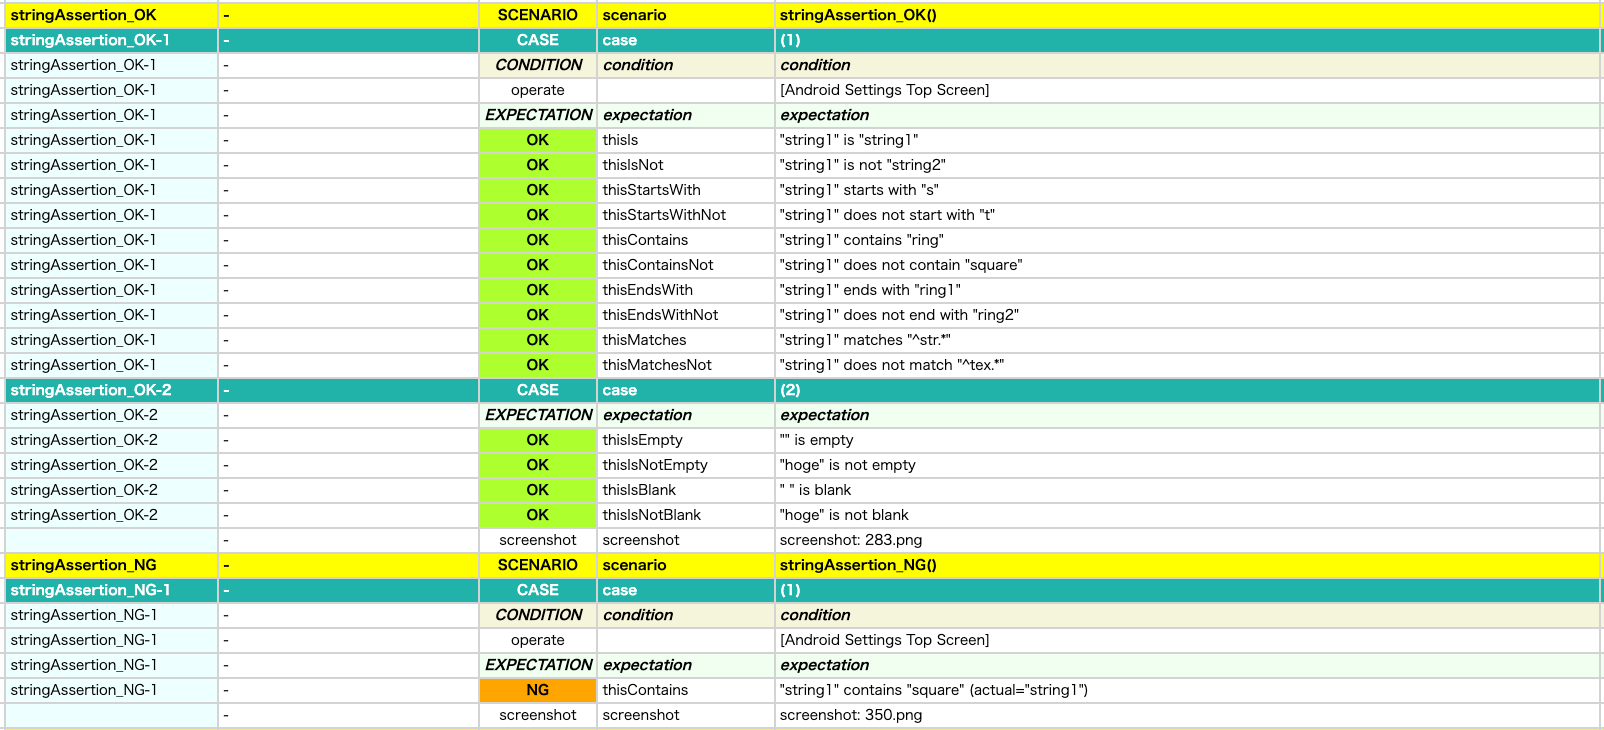 stringAssertion_OK - SCENARIO scenario stringAssertion_OK()
stringAssertion_OK-1 - CASE case (1)
stringAssertion_OK-1 - CONDITION condition condition
stringAssertion_OK-1 - operate [Android Settings Top Screen]
stringAssertion_OK-1 - EXPECTATION expectation expectation
stringAssertion_OK-1 - OK thisIs "string1" is "string1"
stringAssertion_OK-1 - OK thisIsNot "string1" is not "string2"
stringAssertion_OK-1 - OK thisStartsWith "string1" starts with "s"
stringAssertion_OK-1 - OK thisStartsWithNot "string1" does not start with "t"
stringAssertion_OK-1 - OK thisContains "string1" contains "ring"
stringAssertion_OK-1 - OK thisContainsNot "string1" does not contain "square"
stringAssertion_OK-1 - OK thisEndsWith "string1" ends with "ring1"
stringAssertion_OK-1 - OK thisEndsWithNot "string1" does not end with "ring2"
stringAssertion_OK-1 - OK thisMatches "string1" matches "^str.*"
stringAssertion_OK-1 - OK thisMatchesNot "string1" does not match "^tex.*"
stringAssertion_OK-2 - CASE case (2)
stringAssertion_OK-2 - EXPECTATION expectation expectation
stringAssertion_OK-2 - OK thisIsEmpty "" is empty
stringAssertion_OK-2 - OK thisIsNotEmpty "hoge" is not empty
stringAssertion_OK-2 - OK thisIsBlank " " is blank
stringAssertion_OK-2 - OK thisIsNotBlank "hoge" is not blank
- screenshot screenshot screenshot: 283.png
stringAssertion_NG - SCENARIO scenario stringAssertion_NG()
stringAssertion_NG-1 - CASE case (1)
stringAssertion_NG-1 - CONDITION condition condition
stringAssertion_NG-1 - operate [Android Settings Top Screen]
stringAssertion_NG-1 - EXPECTATION expectation expectation
stringAssertion_NG-1 - NG thisContains "string1" contains "square" (actual="string1")
- screenshot screenshot screenshot: 350.png